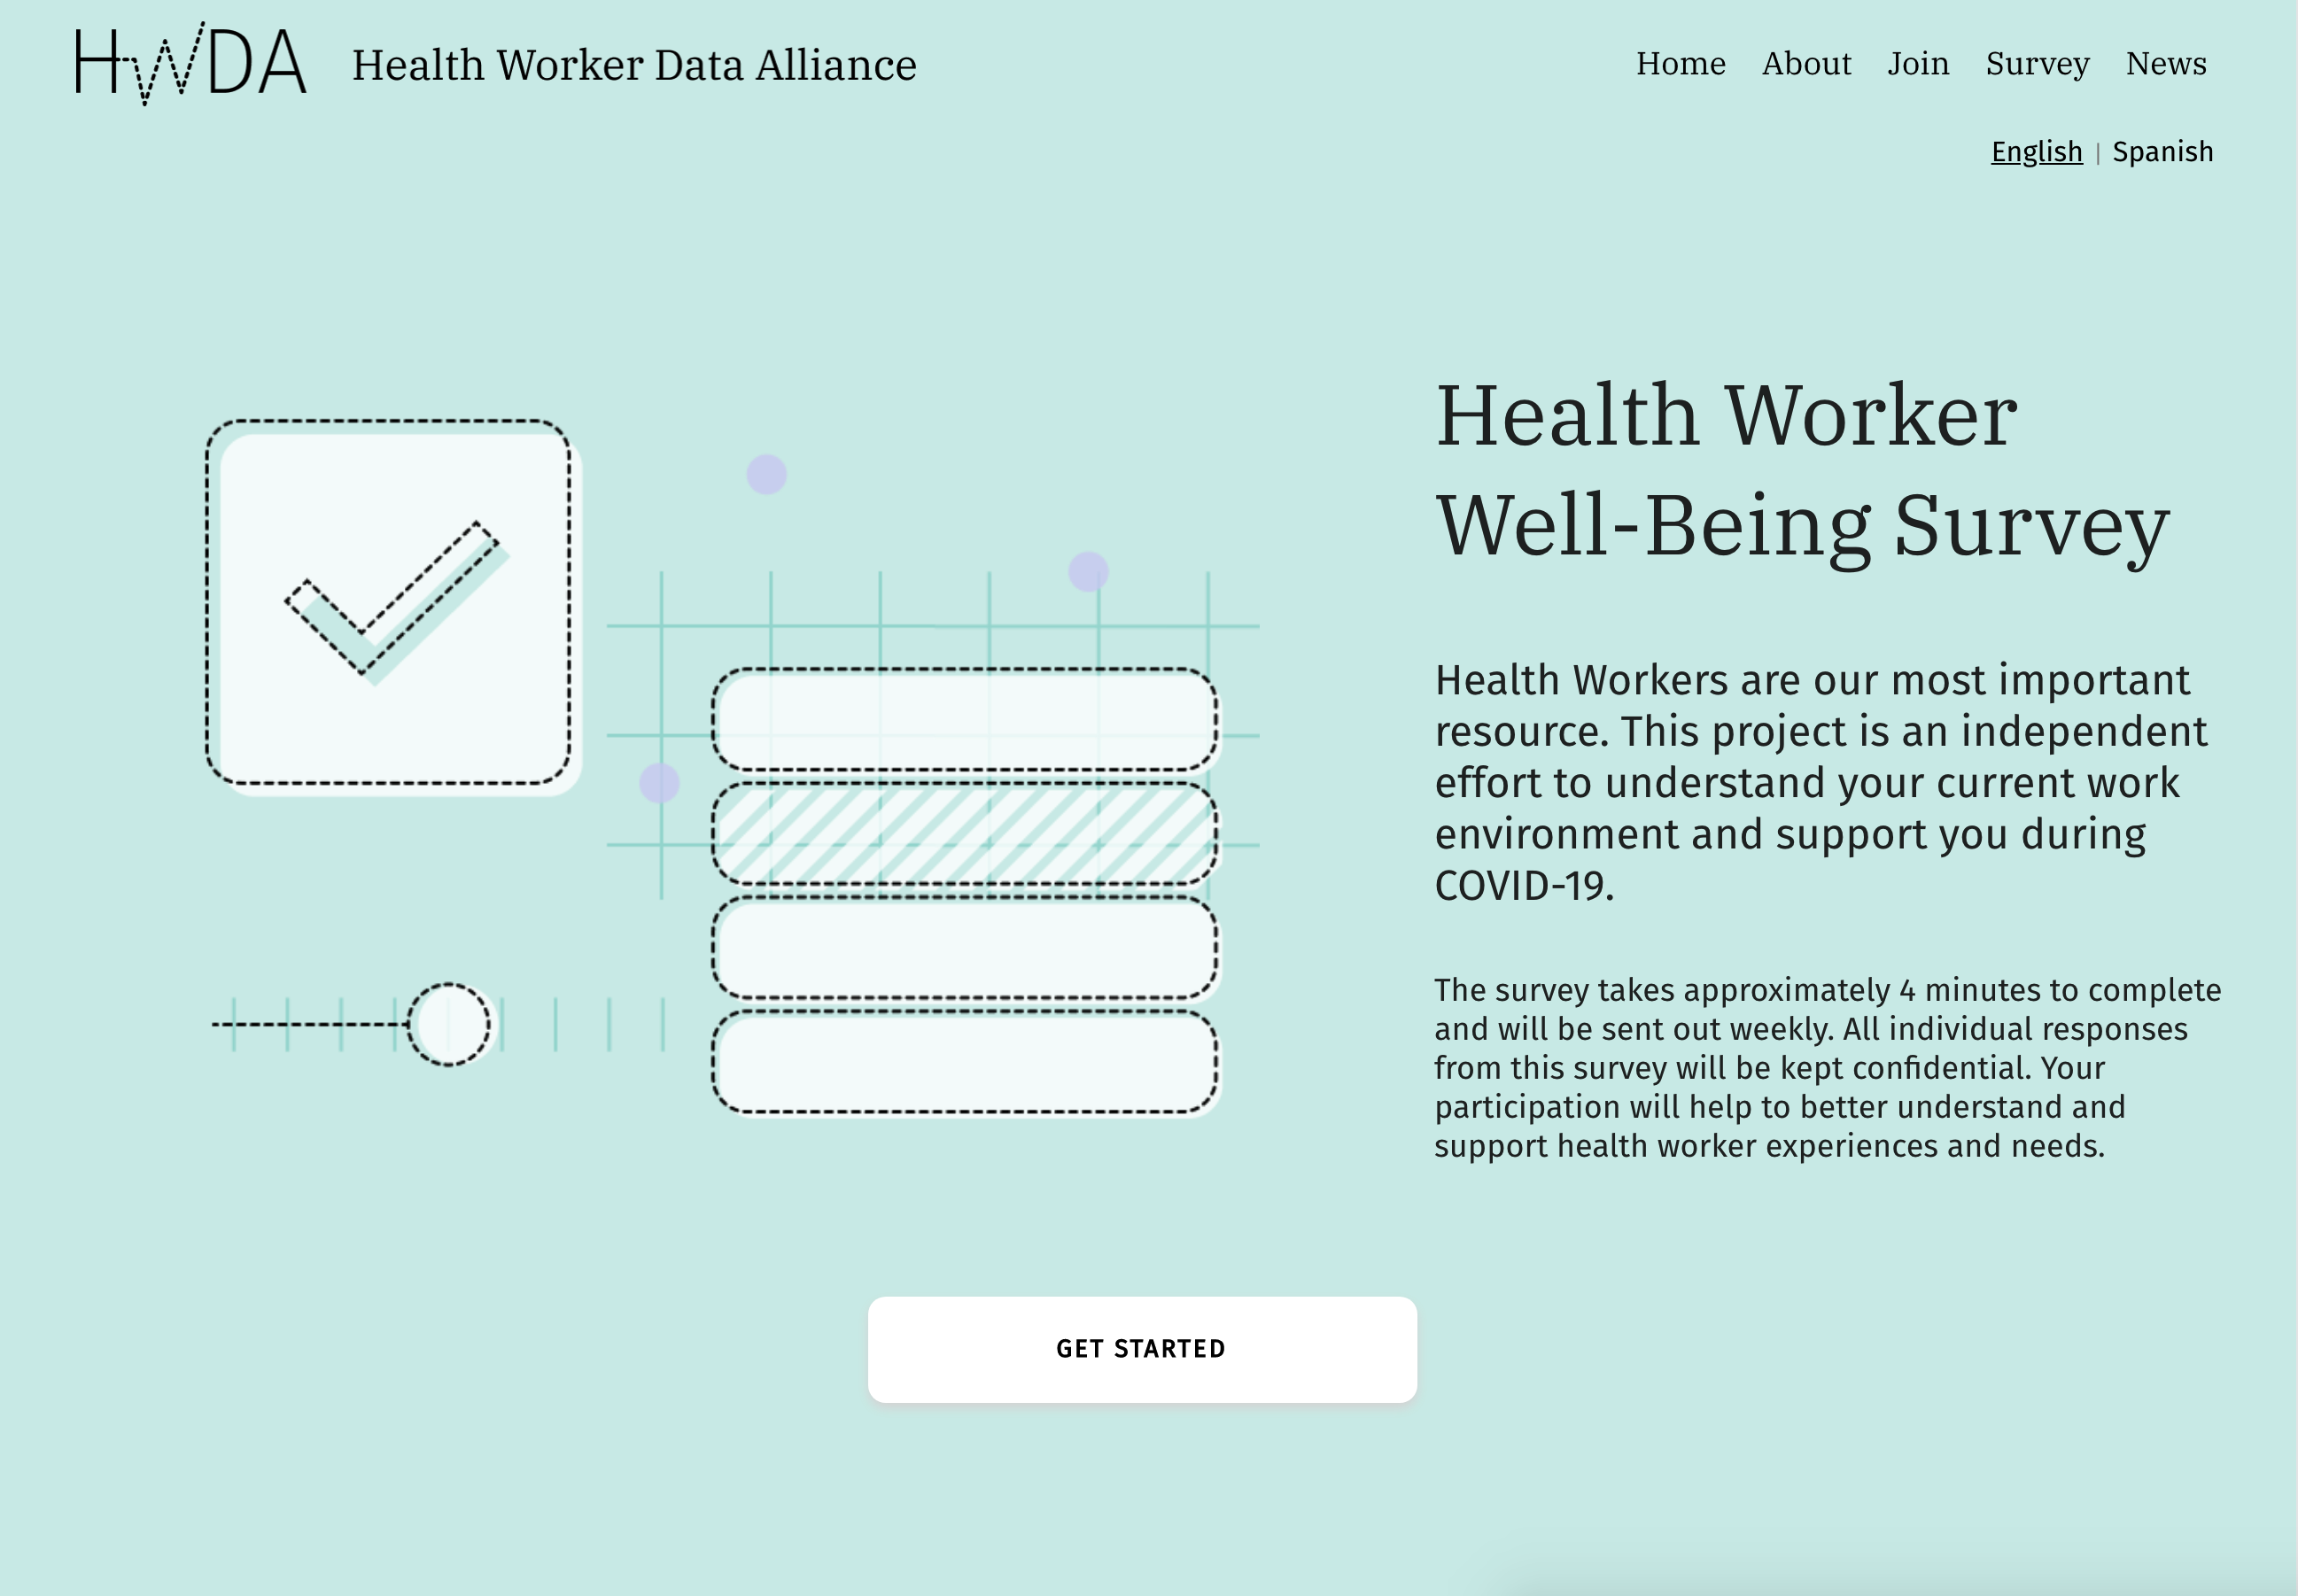 HWDA
Health Worker Data Alliance
Home About Join Survey News
English | Spanish
Health Worker
Well-Being Survey
Health Workers are our most important
resource. This project is an independent
effort to understand your current work
environment and support you during
COVID-19.
The survey takes approximately 4 minutes to complete
and will be sent out weekly. All individual responses
from this survey will be kept confidential. Your
participation will help to better understand and
support health worker experiences and needs.
GET STARTED